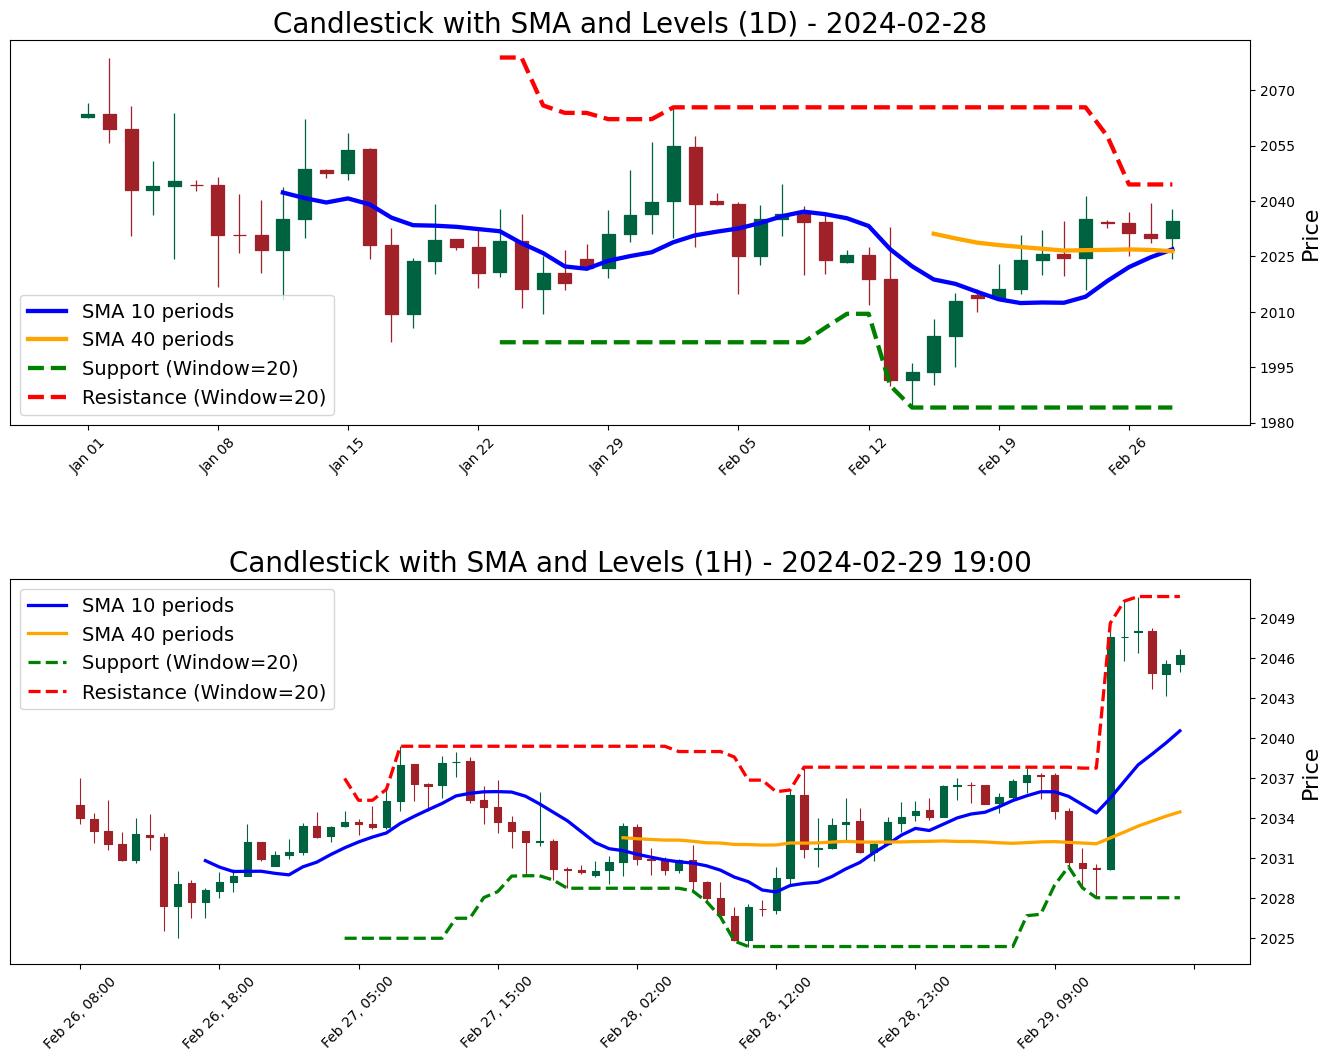 Candlestick with SMA and Levels (1D) - 2024-02-28
2070
2055
2040
2025
2010
1995
1980
Price
SMA 10 periods
SMA 40 periods
Support (Window=20)
Resistance (Window=20)
Jan 01
Jan 08
Jan 15
Jan 22
Jan 29
Feb 05
Feb 12
Feb 19
Feb 26
Candlestick with SMA and Levels (1H) - 2024-02-29 19:00
SMA 10 periods
SMA 40 periods
Support (Window=20)
Resistance (Window=20)
2049
2046
2043
2040
2037
2034
2031
2028
2025
Price
Feb 26, 08:00
Feb 26, 18:00
Feb 27, 05:00
Feb 27, 15:00
Feb 28, 02:00
Feb 28, 12:00
Feb 28, 23:00
Feb 29, 09:00